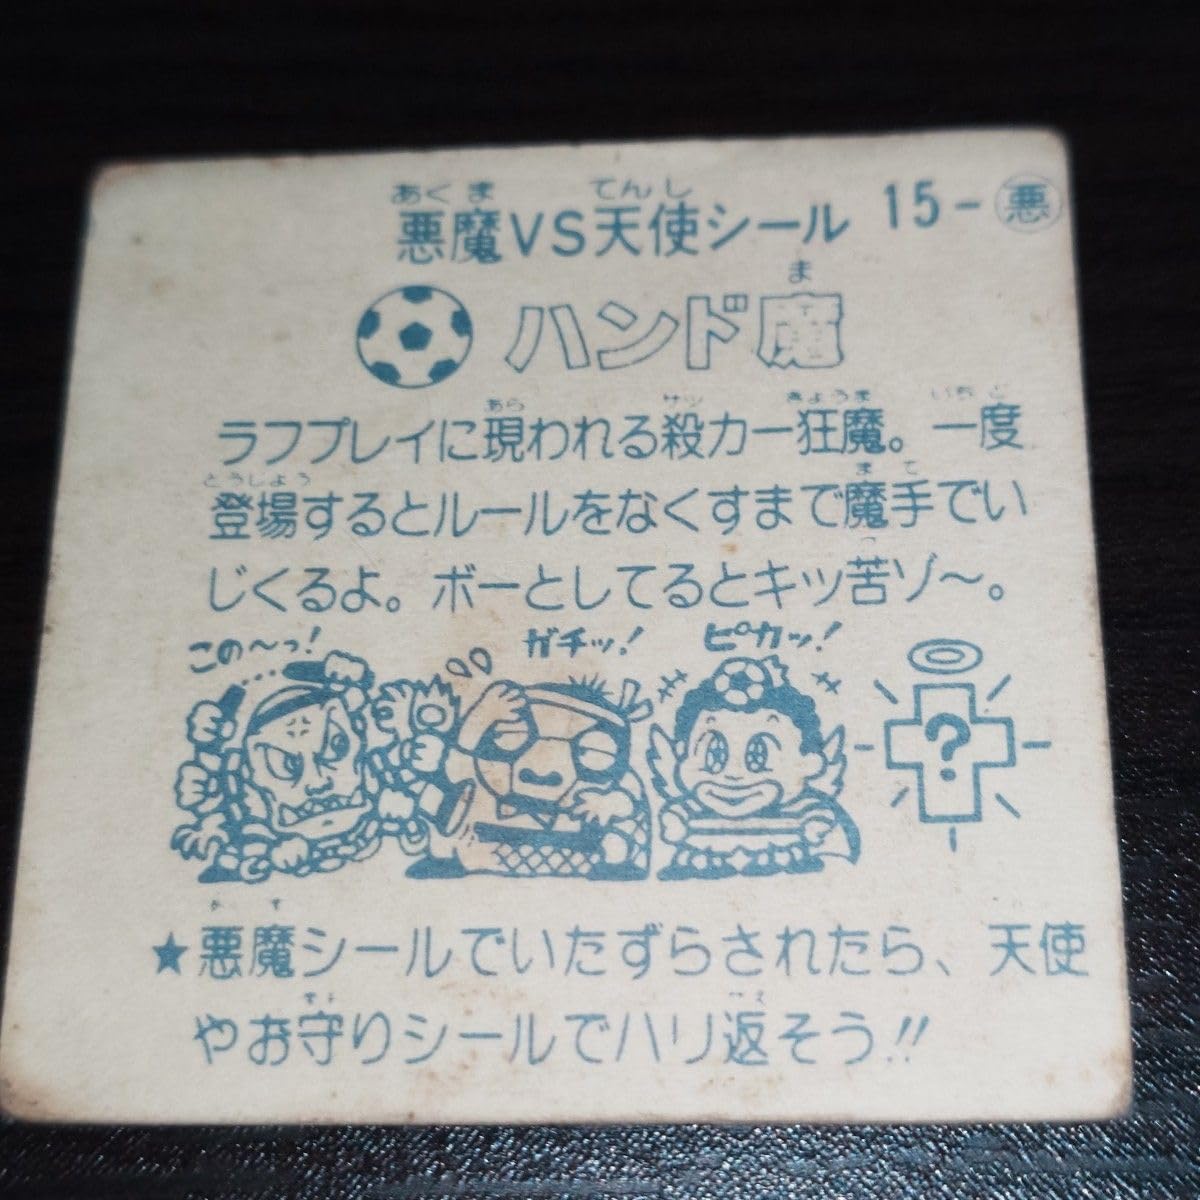 悪魔VS天使シール 15-悪
ハンド魔
ラフプレイに現われる殺カー狂魔。一度
登場するとルールをなくすまで魔手でい
じくるよ。ボーとしてるとキッ苦ゾ〜。
この〜っ! ガチッ! ピカッ!
?
★悪魔シールでいたずらされたら、天使
やお守りシールでハリ返そう!!